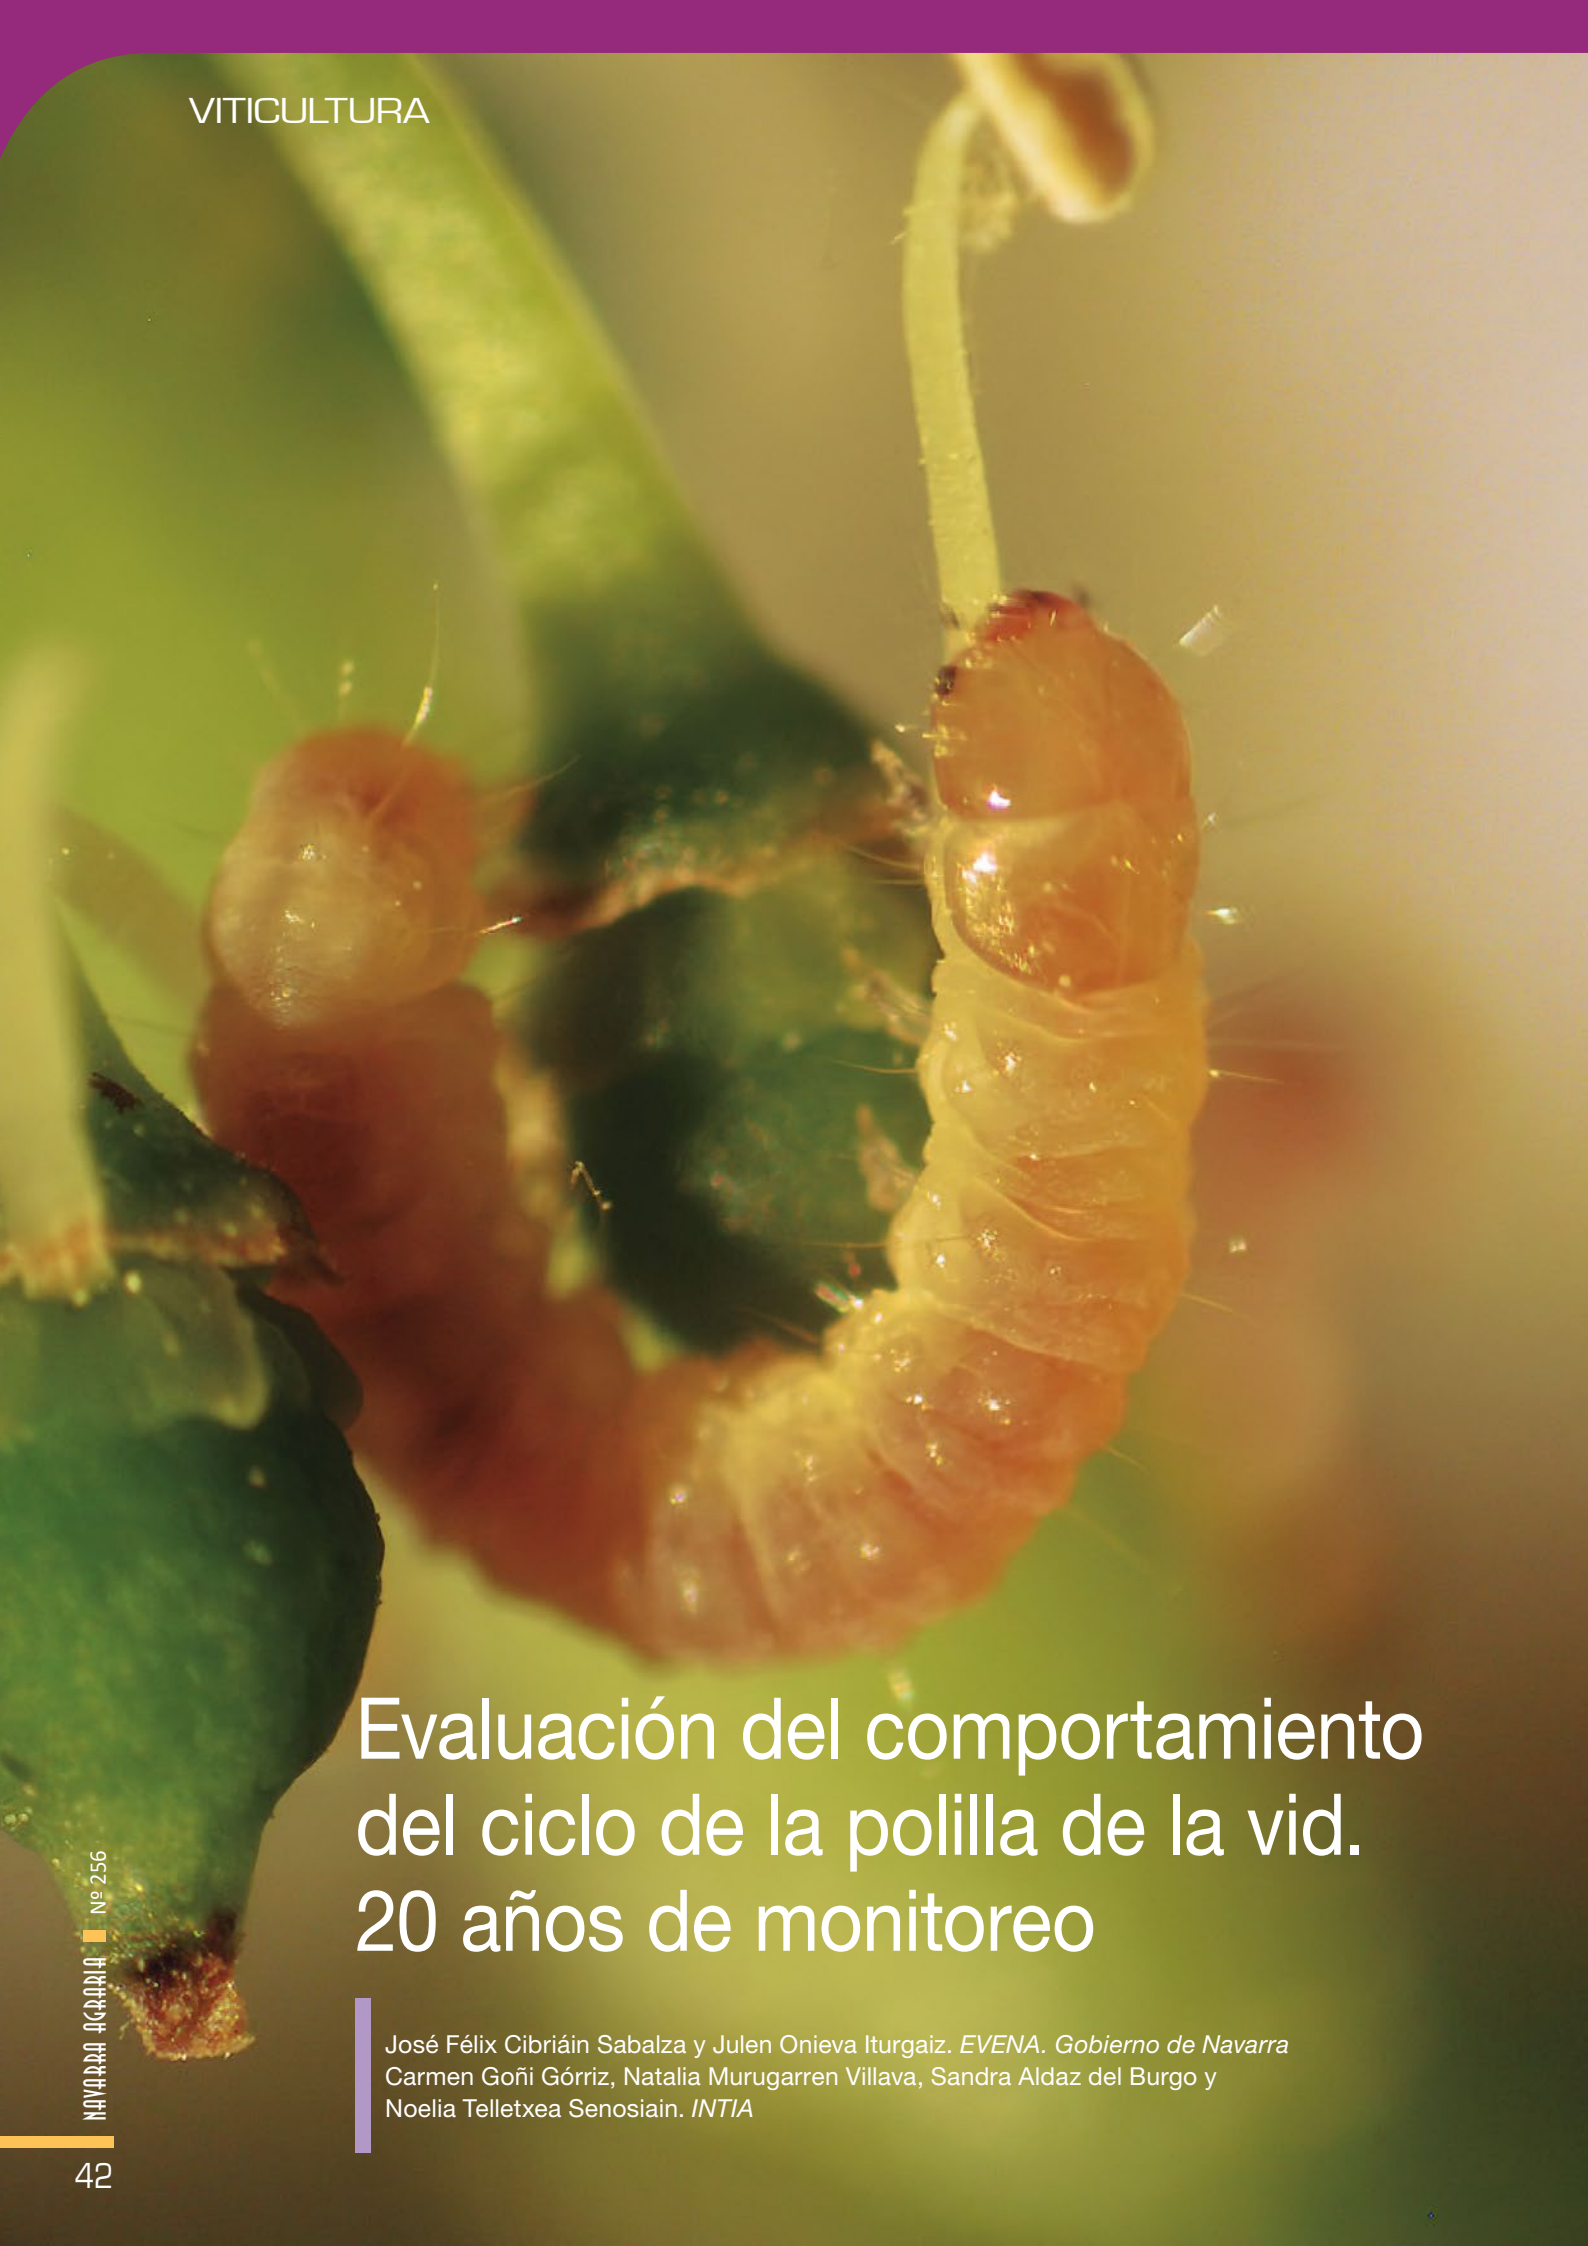 VITICULTURA
Evaluación del comportamiento
del ciclo de la polilla de la vid.
20 años de monitoreo
José Félix Cibriáin Sabalza y Julen Onieva Iturgaiz. EVENA. Gobierno de Navarra
Carmen Goñi Górriz, Natalia Murugarren Villava, Sandra Aldaz del Burgo y
Noelia Telletxea Senosiain. INTIA
NAVARRA AGRARIA Nº 256
42